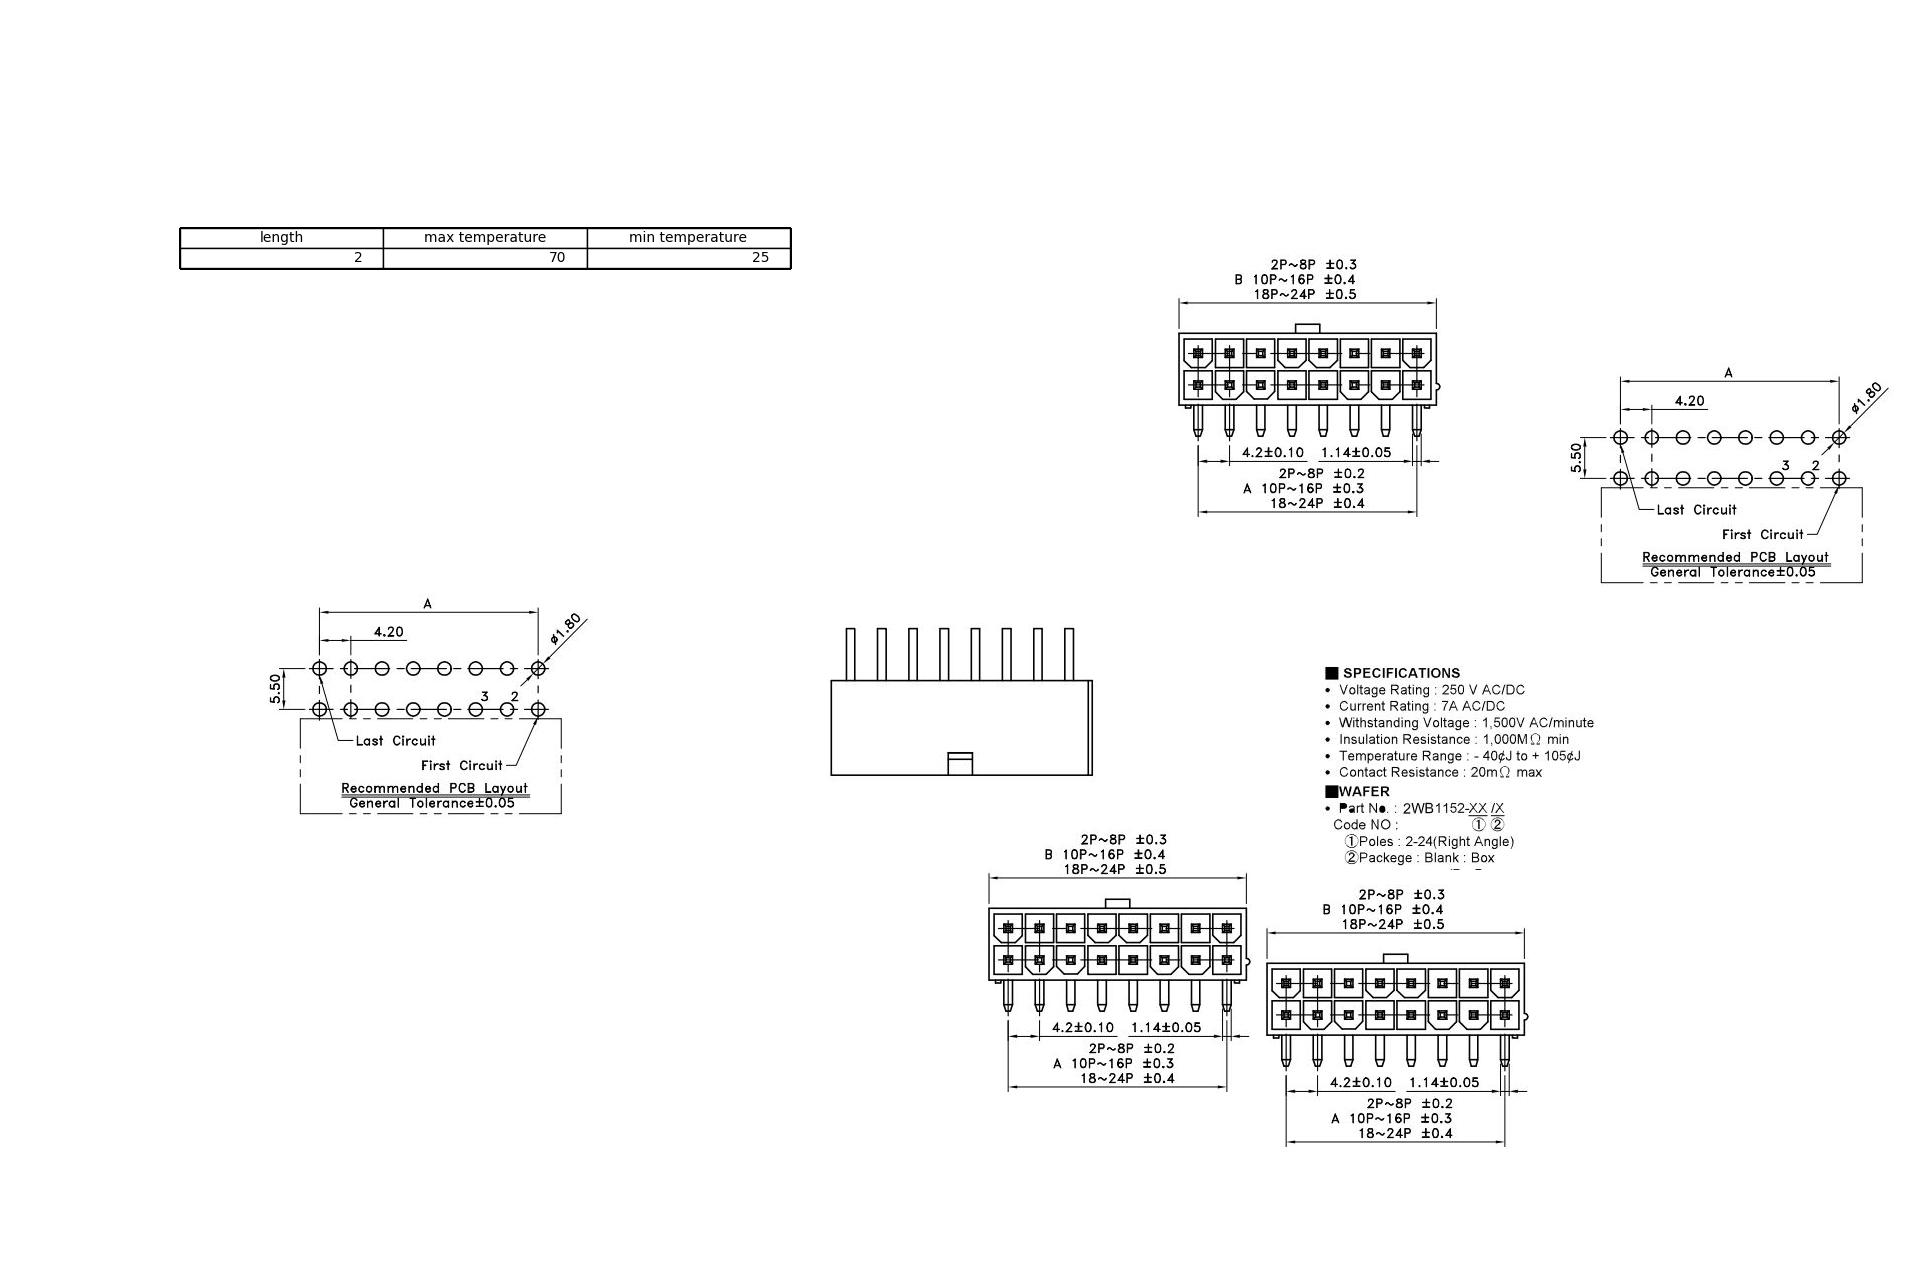 length max temperature min temperature
2 70 25
2P~8P ±0.3
B 10P~16P ±0.4
18P~24P ±0.5
4.2±0.10 1.14±0.05
2P~8P ±0.2
A 10P~16P ±0.3
18~24P ±0.4
A
4.20
ø1.80
5.50
3 2
Last Circuit
First Circuit
Recommended PCB Layout
General Tolerance±0.05
A
4.20
ø1.80
5.50
3 2
Last Circuit
First Circuit
Recommended PCB Layout
General Tolerance±0.05
■ SPECIFICATIONS
• Voltage Rating : 250 V AC/DC
• Current Rating : 7A AC/DC
• Withstanding Voltage : 1,500V AC/minute
• Insulation Resistance : 1,000MΩ min
• Temperature Range : - 40¢J to + 105¢J
• Contact Resistance : 20mΩ max
■WAFER
• Part No. : 2WB1152-XX /X
Code NO : ① ②
①Poles : 2-24(Right Angle)
②Packege : Blank : Box
2P~8P ±0.3
B 10P~16P ±0.4
18P~24P ±0.5
4.2±0.10 1.14±0.05
2P~8P ±0.2
A 10P~16P ±0.3
18~24P ±0.4
2P~8P ±0.3
B 10P~16P ±0.4
18P~24P ±0.5
4.2±0.10 1.14±0.05
2P~8P ±0.2
A 10P~16P ±0.3
18~24P ±0.4